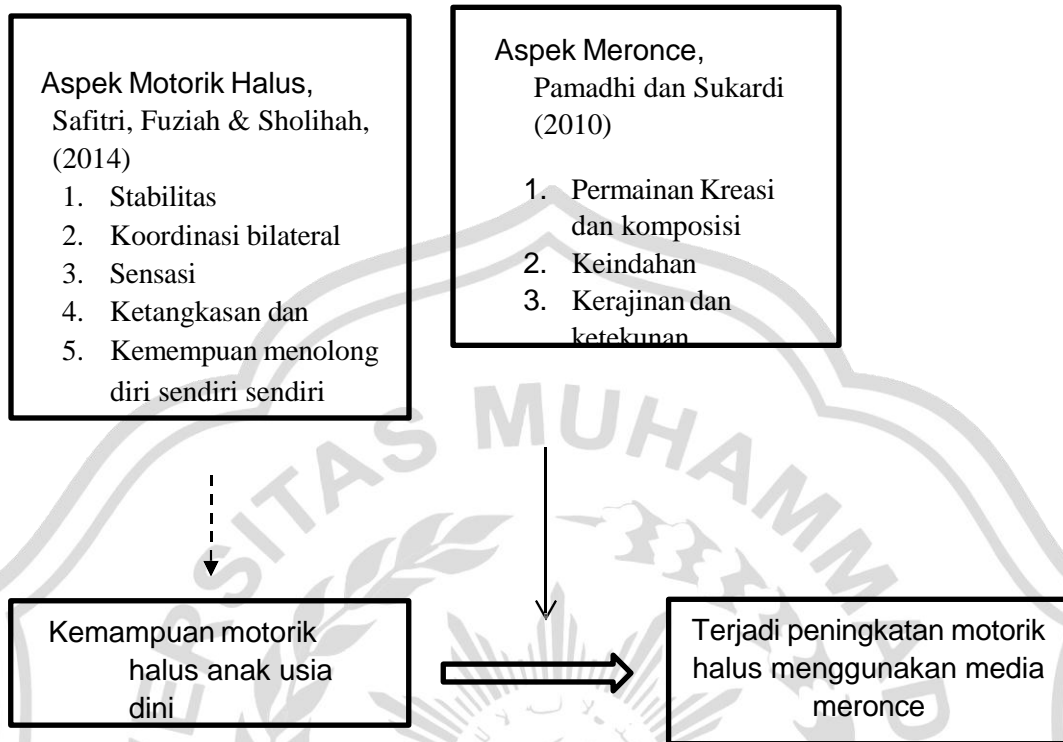 Aspek Motorik Halus,
Safitri, Fuziah & Sholihah,
(2014)
1. Stabilitas
2. Koordinasi bilateral
3. Sensasi
4. Ketangkasan dan
5. Kemempuan menolong
diri sendiri sendiri
Aspek Meronce,
Pamadhi dan Sukardi
(2010)
1. Permainan Kreasi
dan komposisi
2. Keindahan
3. Kerajinan dan
ketekunan
ERSITAS MUHAMMAD
Kemampuan motorik
halus anak usia
dini
Terjadi peningkatan motorik
halus menggunakan media
meronce